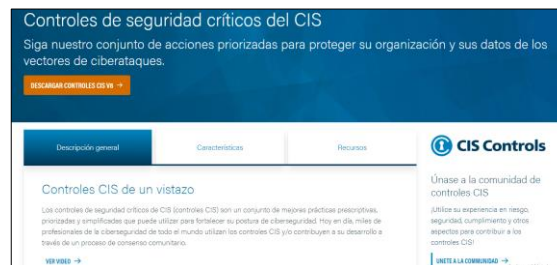 Controles de seguridad críticos del CIS
Siga nuestro conjunto de acciones priorizadas para proteger su organización y sus datos de los
vectores de ciberataques.
DESCARGAR CONTROLES CIS V8 →
Descripción general
Características
Recursos
CIS Controls
Controles CIS de un vistazo
Los controles de seguridad críticos de CIS (controles CIS) son un conjunto de mejores prácticas prescriptivas,
priorizadas y simplificadas que puede utilizar para fortalecer su postura de ciberseguridad. Hoy en día, miles de
profesionales de la ciberseguridad de todo el mundo utilizan los controles CIS y/o contribuyen a su desarrollo a
través de un proceso de consenso comunitario.
VER VIDEO →
Únase a la comunidad de
controles CIS
¡Utilice su experiencia en riesgo,
seguridad, cumplimiento y otros
aspectos para contribuir a los
controles CIS!
UNETE A LA COMMUNIDAD →